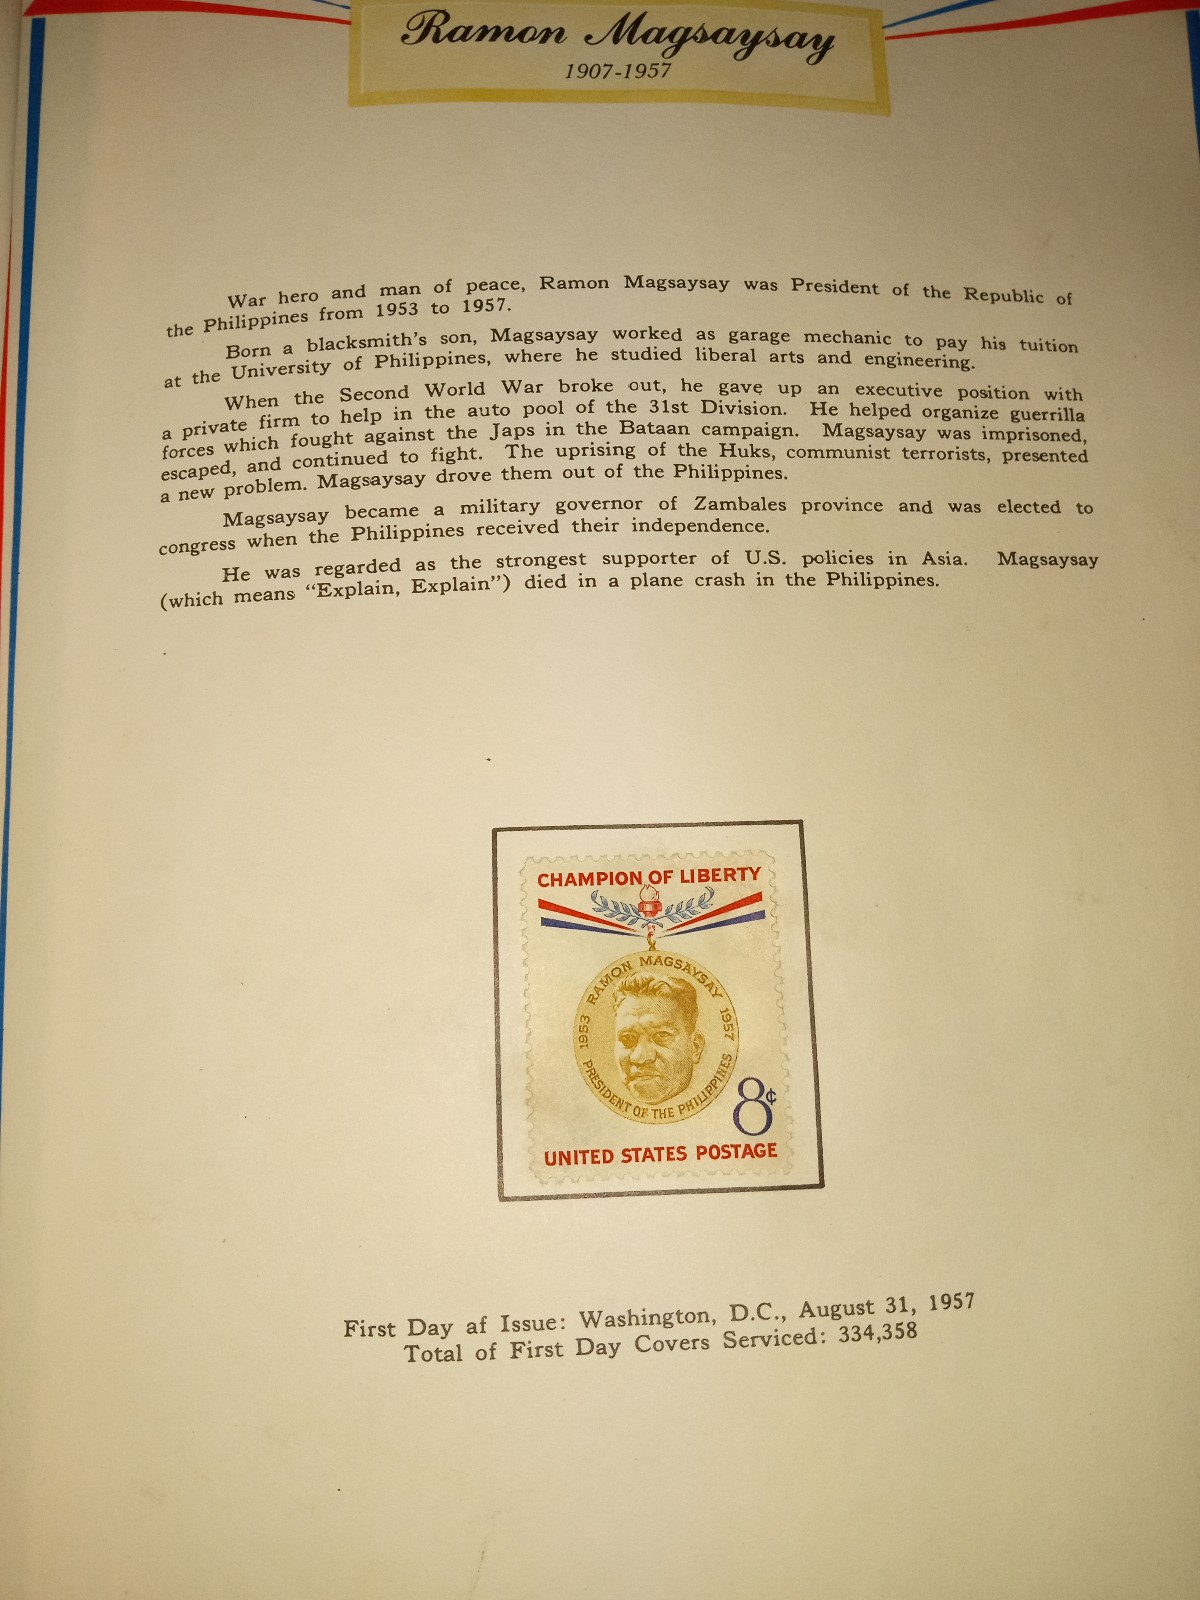 Ramon Magsaysay
1907-1957
War hero and man of peace, Ramon Magsaysay was President of the Republic of
the Philippines from 1953 to 1957.
Born a blacksmith's son, Magsaysay worked as garage mechanic to pay his tuition
at the University of Philippines, where he studied liberal arts and engineering.
When the Second World War broke out, he gave up an executive position with
a private firm to help in the auto pool of the 31st Division. He helped organize guerrilla
forces which fought against the Japs in the Bataan campaign. Magsaysay was imprisoned,
escaped, and continued to fight. The uprising of the Huks, communist terrorists, presented
a new problem. Magsaysay drove them out of the Philippines.
Magsaysay became a military governor of Zambales province and was elected to
congress when the Philippines received their independence.
He was regarded as the strongest supporter of U.S. policies in Asia. Magsaysay
(which means “Explain, Explain”) died in a plane crash in the Philippines.
CHAMPION OF LIBERTY
1953 RAMON MAGSAYSAY 1957
PRESIDENT OF THE PHILIPPINES
8¢
UNITED STATES POSTAGE
First Day af Issue: Washington, D.C., August 31, 1957
Total of First Day Covers Serviced: 334,358